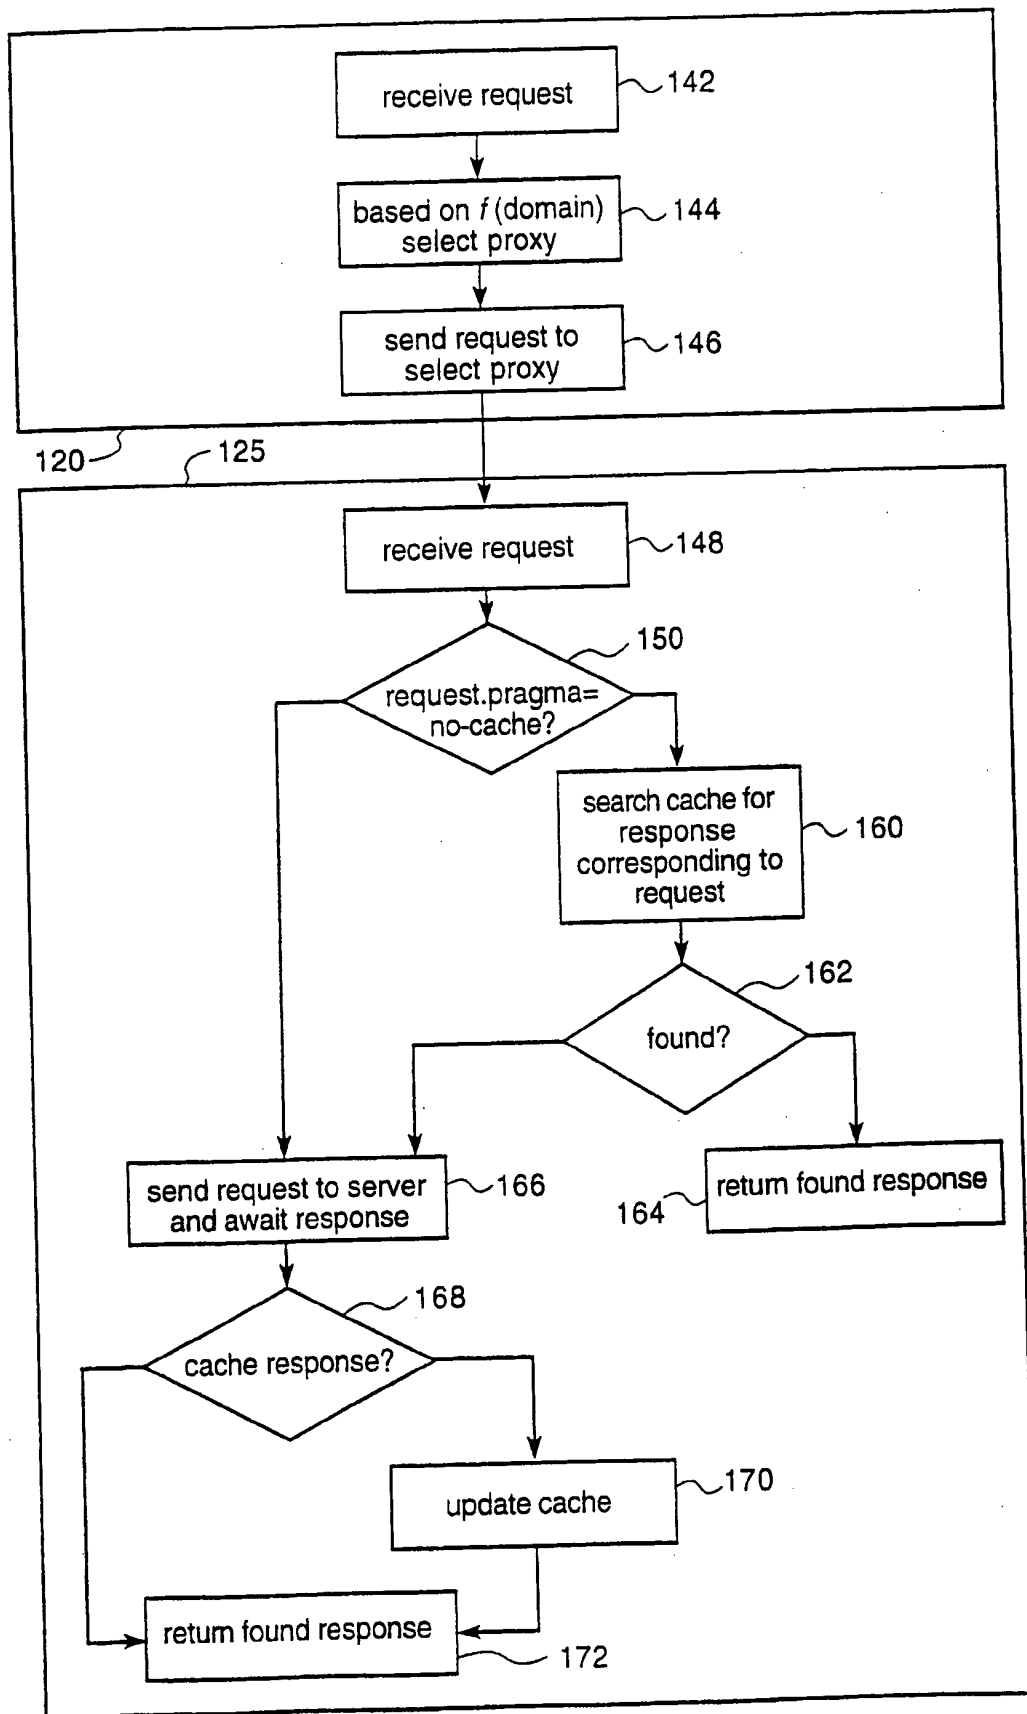 receive request
142
based on f (domain)
select proxy
144
send request to
select proxy
146
120
125
receive request
148
150
request.pragma=
no-cache?
search cache for
response
corresponding to
request
160
162
found?
send request to server
and await response
166
return found response
164
168
cache response?
update cache
170
return found response
172